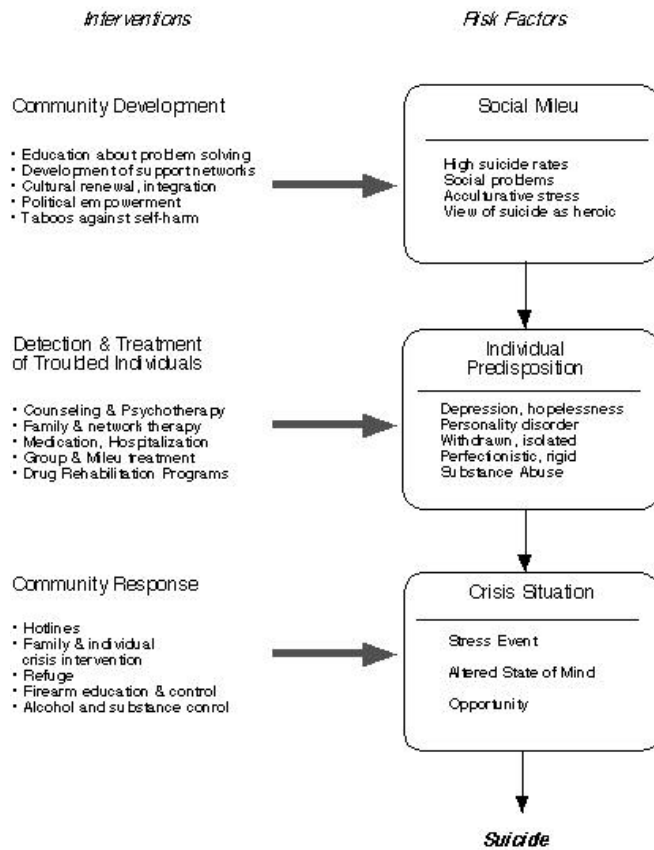 Interventions
Risk Factors
Community Development
• Education about problem solving
• Development of support networks
• Cultural renewal, integration
• Political empowerment
• Taboos against self-harm
Social Mileu
High suicide rates
Social problems
Acculturative stress
View of suicide as heroic
Detection & Treatment
of Troubled Individuals
• Counseling & Psychotherapy
• Family & network therapy
• Medication, Hospitalization
• Group & Mileu treatment
• Drug Rehabilitation Programs
Individual
Predisposition
Depression, hopelessness
Personality disorder
Withdrawn, isolated
Perfectionistic, rigid
Substance Abuse
Community Response
• Hotlines
• Family & individual
crisis intervention
• Refuge
• Firearm education & control
• Alcohol and substance conrol
Crisis Situation
Stress Event
Altered State of Mind
Opportunity
Suicide